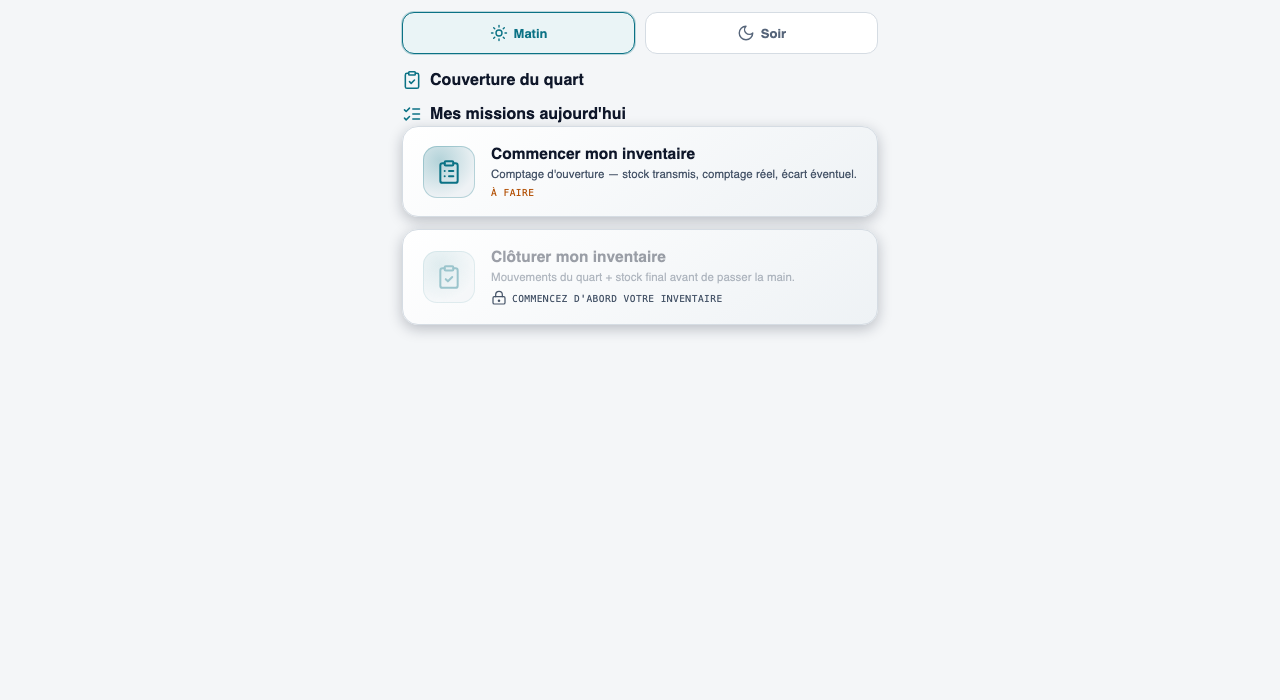 Matin
Soir
Couverture du quart
Mes missions aujourd'hui
Commencer mon inventaire
Comptage d'ouverture — stock transmis, comptage réel, écart éventuel.
À FAIRE
Clôturer mon inventaire
Mouvements du quart + stock final avant de passer la main.
COMMENCEZ D'ABORD VOTRE INVENTAIRE